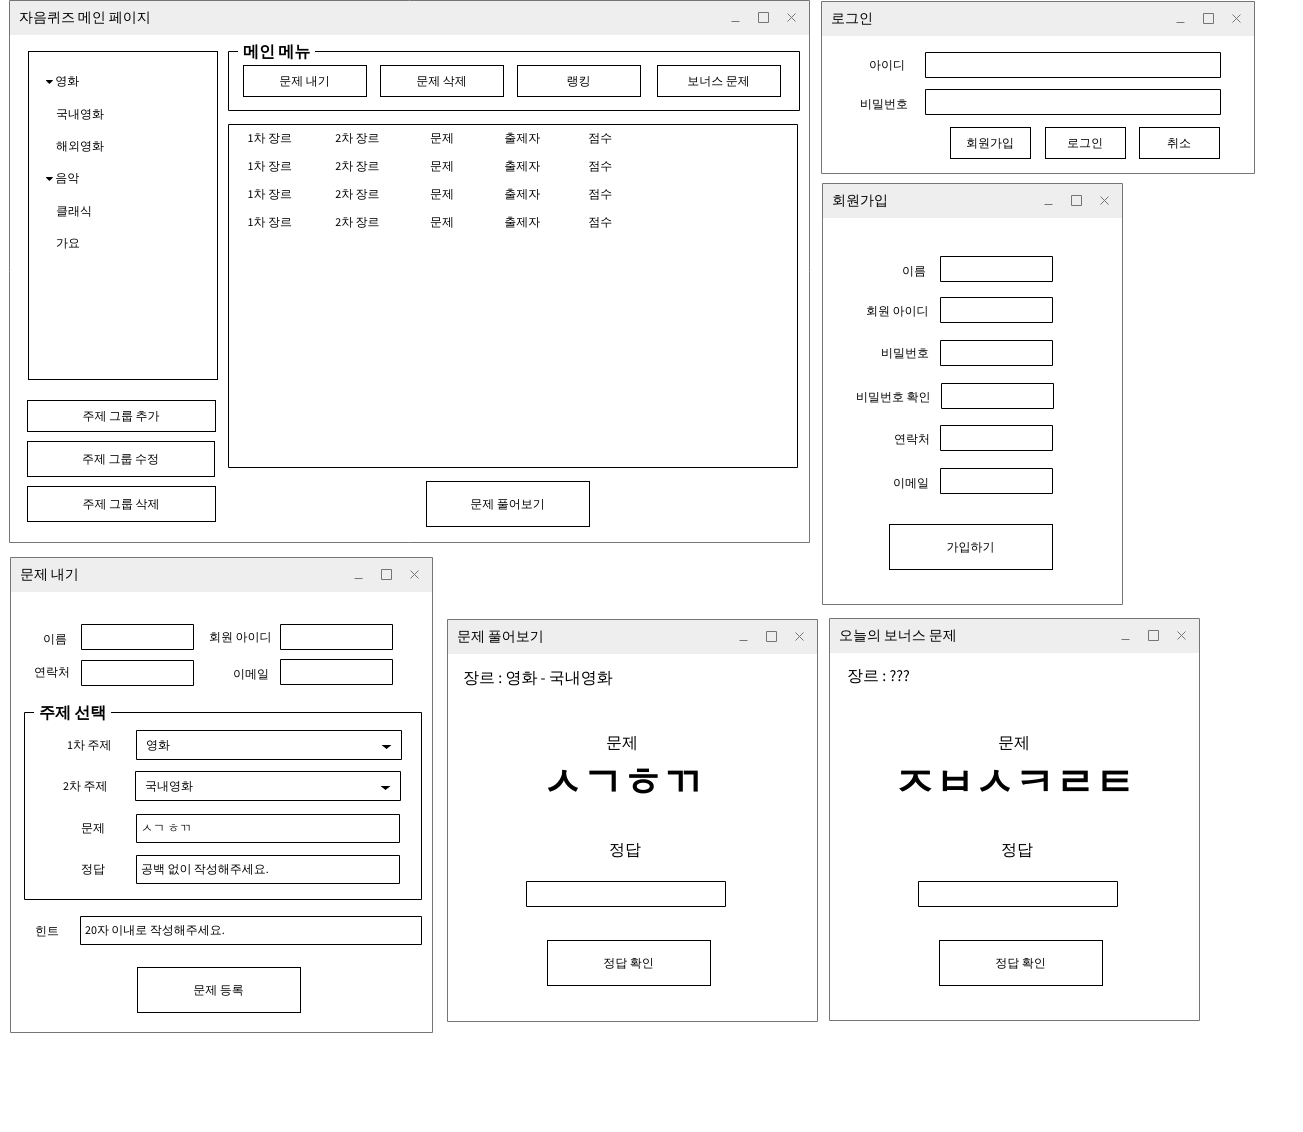 자음퀴즈 메인 페이지
영화
국내영화
해외영화
음악
클래식
가요
주제 그룹 추가
주제 그룹 수정
주제 그룹 삭제
메인 메뉴
문제 내기 문제 삭제 랭킹 보너스 문제
1차 장르 2차 장르 문제 출제자 점수
1차 장르 2차 장르 문제 출제자 점수
1차 장르 2차 장르 문제 출제자 점수
1차 장르 2차 장르 문제 출제자 점수
문제 풀어보기
로그인
아이디
비밀번호
회원가입 로그인 취소
회원가입
이름
회원 아이디
비밀번호
비밀번호 확인
연락처
이메일
가입하기
문제 내기
이름 회원 아이디
연락처 이메일
주제 선택
1차 주제 영화
2차 주제 국내영화
문제 ㅅㄱ ㅎㄲ
정답 공백 없이 작성해주세요.
힌트 20자 이내로 작성해주세요.
문제 등록
문제 풀어보기
장르 : 영화 - 국내영화
문제
ㅅㄱㅎㄲ
정답
정답 확인
오늘의 보너스 문제
장르 : ???
문제
ㅈㅂㅅㅋㄹㅌ
정답
정답 확인